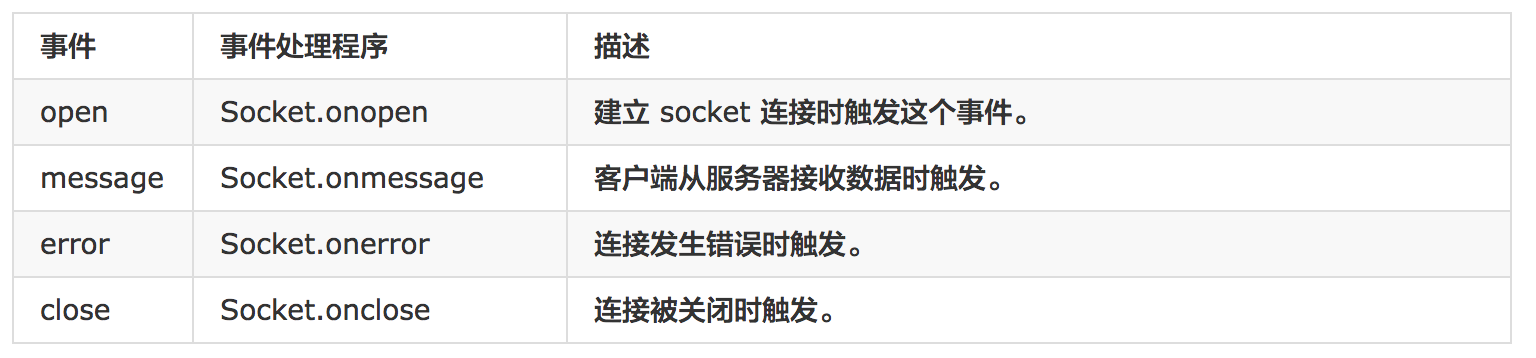 事件 事件处理程序 描述
open Socket.onopen 建立 socket 连接时触发这个事件。
message Socket.onmessage 客户端从服务器接收数据时触发。
error Socket.onerror 连接发生错误时触发。
close Socket.onclose 连接被关闭时触发。